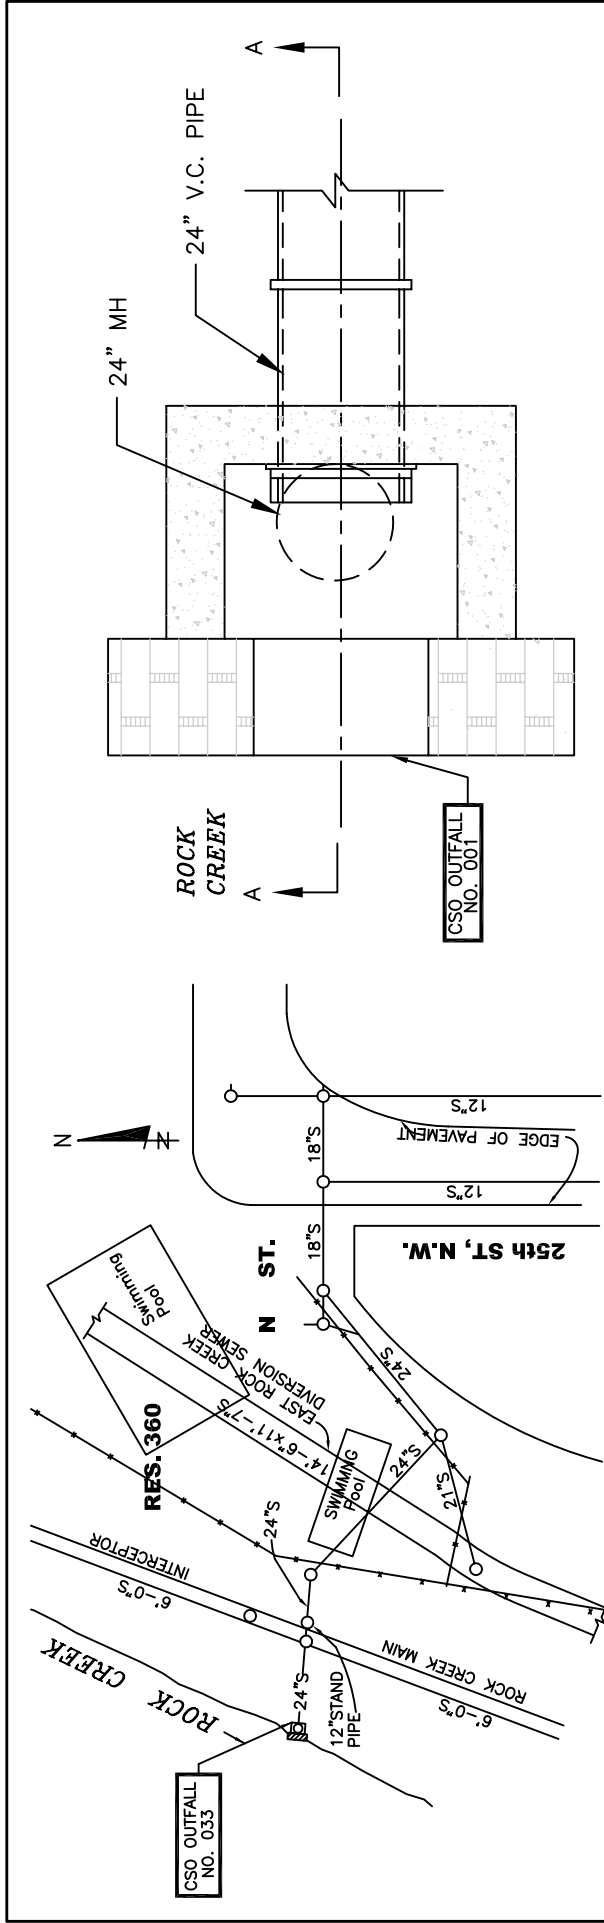 A
24" V.C. PIPE
24" MH
ROCK
CREEK
A
CSO OUTFALL
NO. 001
N
N
12"S
18"S
EDGE OF PAVEMENT
12"S
18"S
25th ST, N.W.
N ST.
Swimming
Pool
RES. 360
EAST ROCK CREEK
DIVERSION SEWER
14'-6"x11'-7"S
24"S
SWIMMNG
Pool
24"S
21"S
24"S
INTERCEPTOR
6'-0"S
ROCK CREEK MAIN
6'-0"S
24"S
12"STAND
PIPE
ROCK CREEK
CSO OUTFALL
NO. 033